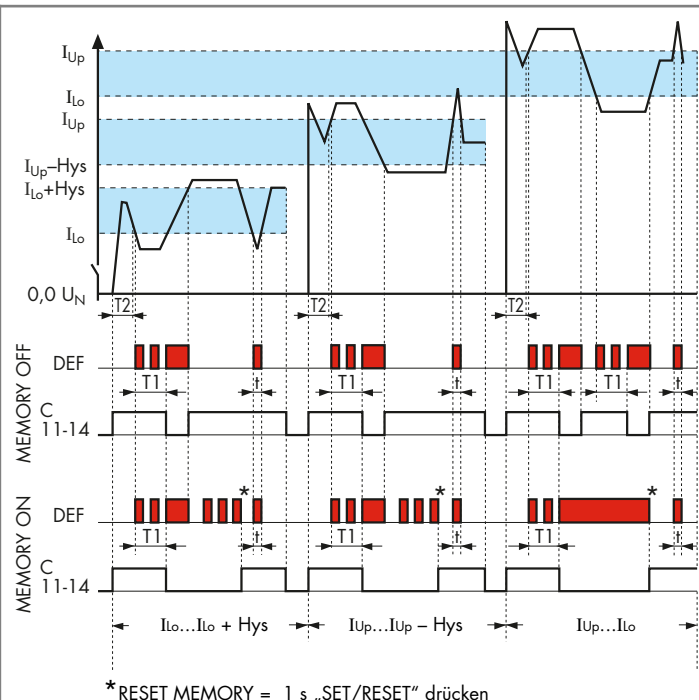 IUp
ILo
IUp
IUp–Hys
ILo+Hys
ILo
0,0 UN
T2 T2 T2
MEMORY OFF
DEF
T1 t T1 t T1 T1 t
C
11-14
MEMORY ON
* * *
DEF
T1 t T1 t T1 t
C
11-14
ILo...ILo + Hys IUp...IUp – Hys IUp...ILo
*RESET MEMORY = 1 s „SET/RESET“ drücken